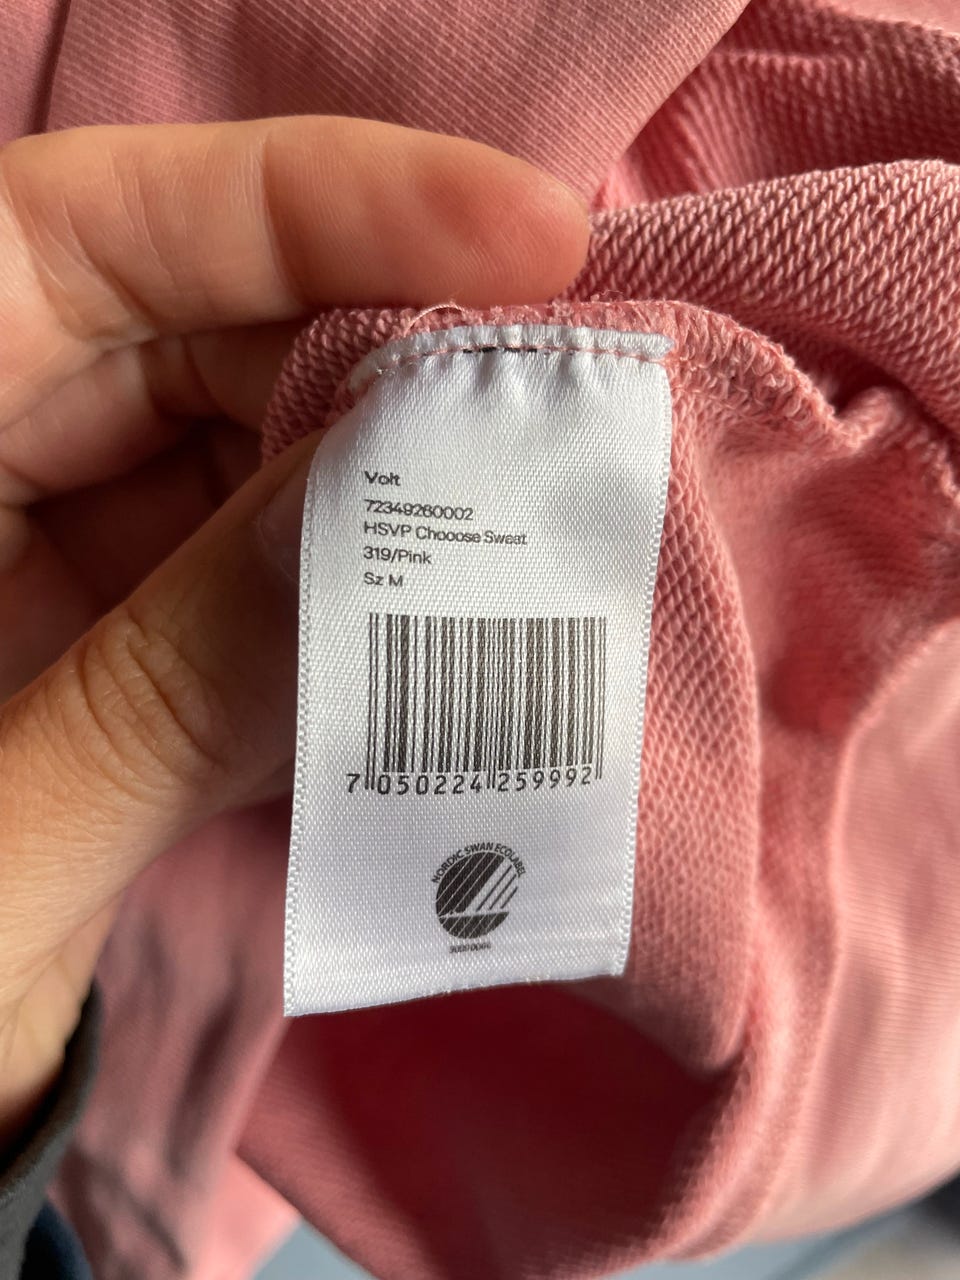 Volt
72349260002
HSVP Chooose Sweat
319/Pink
Sz M
7 050224 259992
NORDIC SWAN ECOLABEL